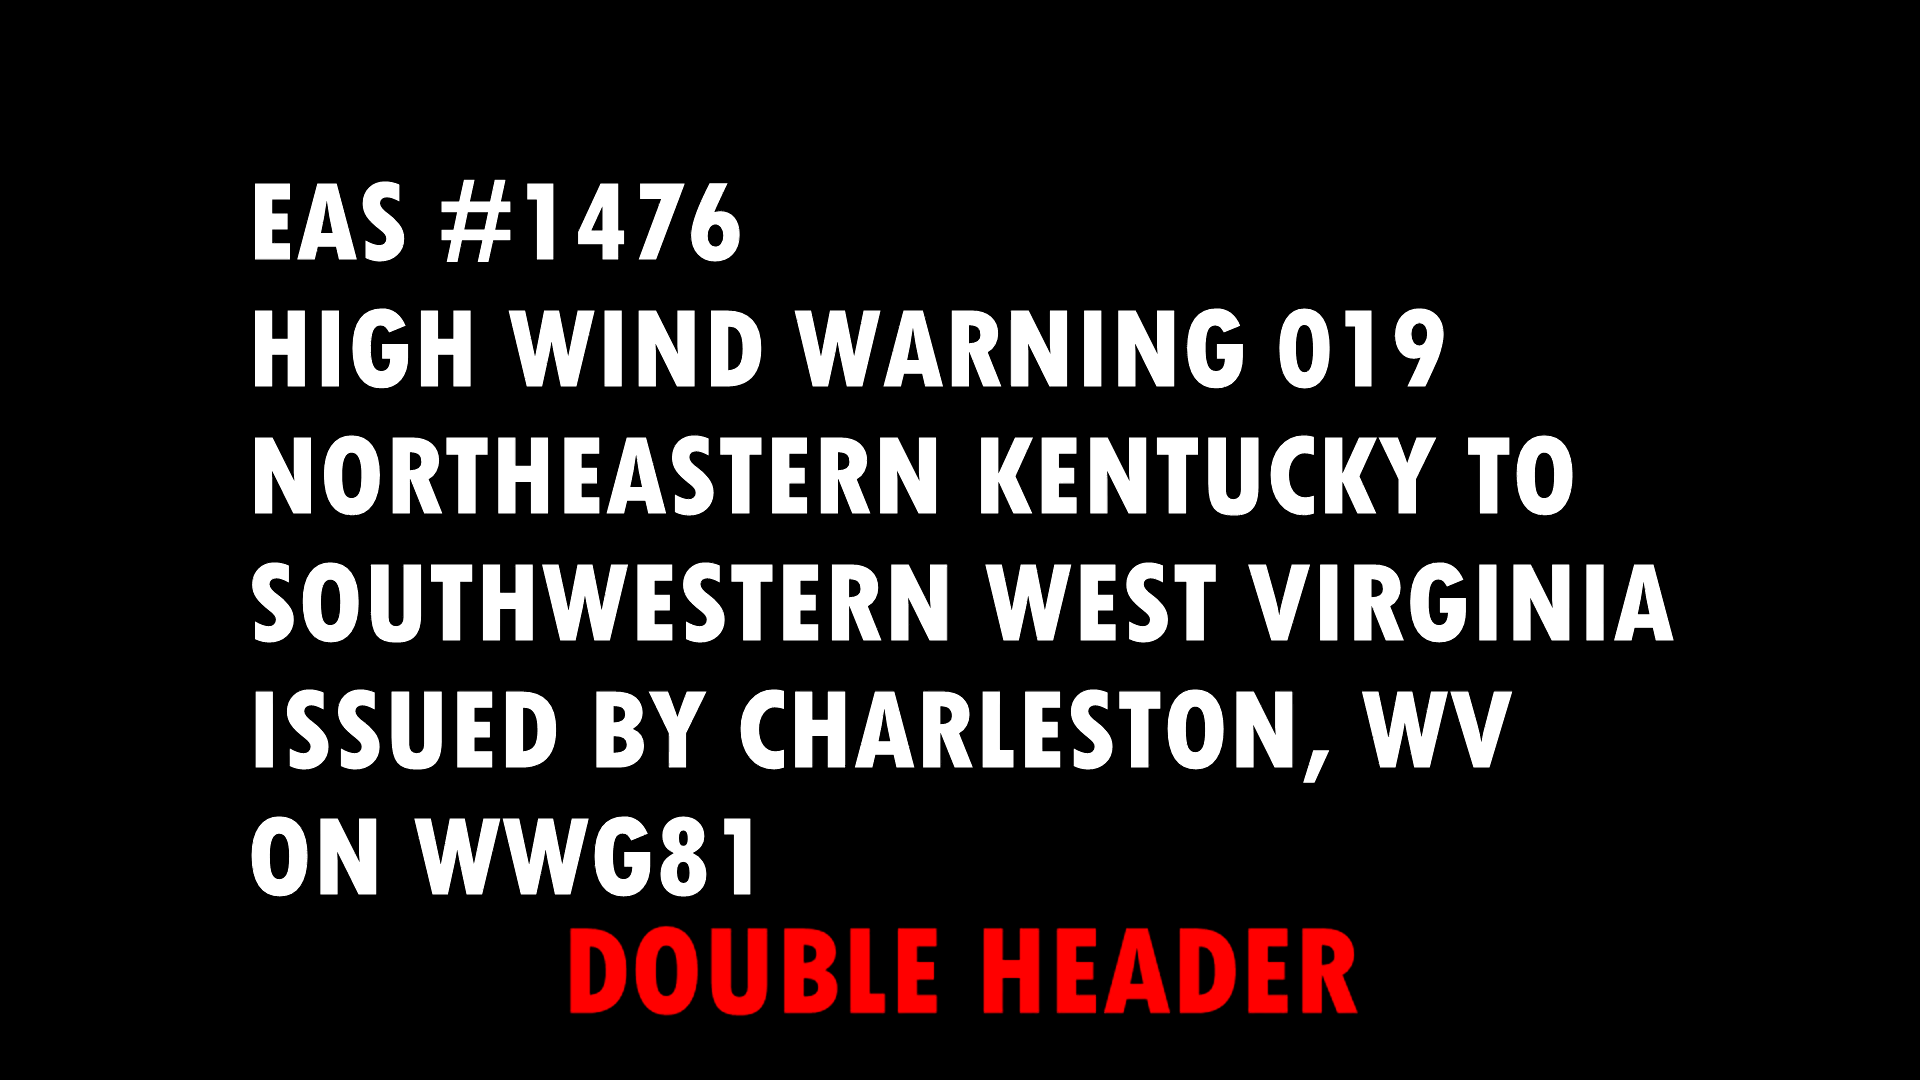 EAS #1476
HIGH WIND WARNING 019
NORTHEASTERN KENTUCKY TO
SOUTHWESTERN WEST VIRGINIA
ISSUED BY CHARLESTON, WV
ON WWG81
DOUBLE HEADER